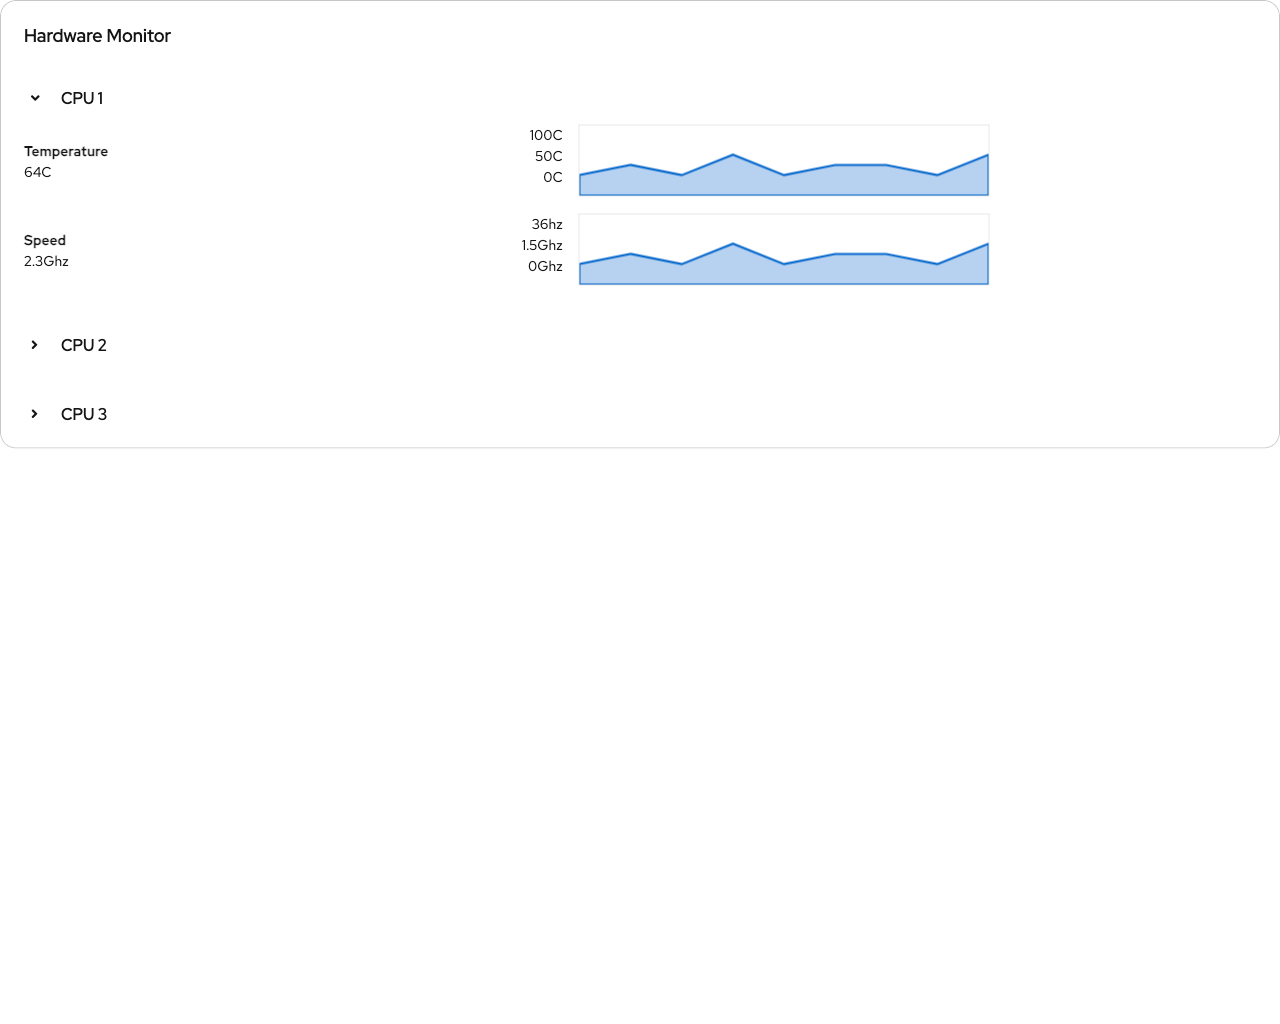 Hardware Monitor
CPU 1
Temperature
64C
100C
50C
0C
Speed
2.3Ghz
36hz
1.5Ghz
0Ghz
CPU 2
CPU 3